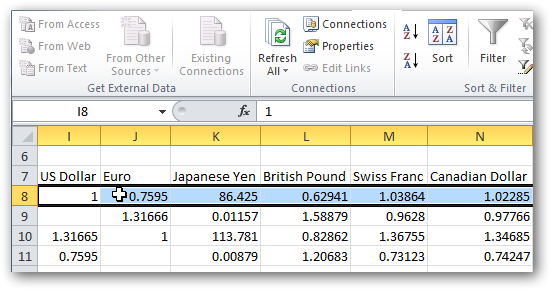 From Access
From Web
From Text
From Other Sources
Existing Connections
Get External Data
Refresh All
Connections
Properties
Edit Links
Connections
A Z
Z A
A Z Z A
Sort
Filter
Sort & Filter
I8 fx 1
I J K L M N
6
7 US Dollar Euro Japanese Yen British Pound Swiss Franc Canadian Dollar
8 1 0.7595 86.425 0.62941 1.03864 1.02285
9 1.31666 0.01157 1.58879 0.9628 0.97766
10 1.31665 1 113.781 0.82862 1.36755 1.34685
11 0.7595 0.00879 1.20683 0.73123 0.74247